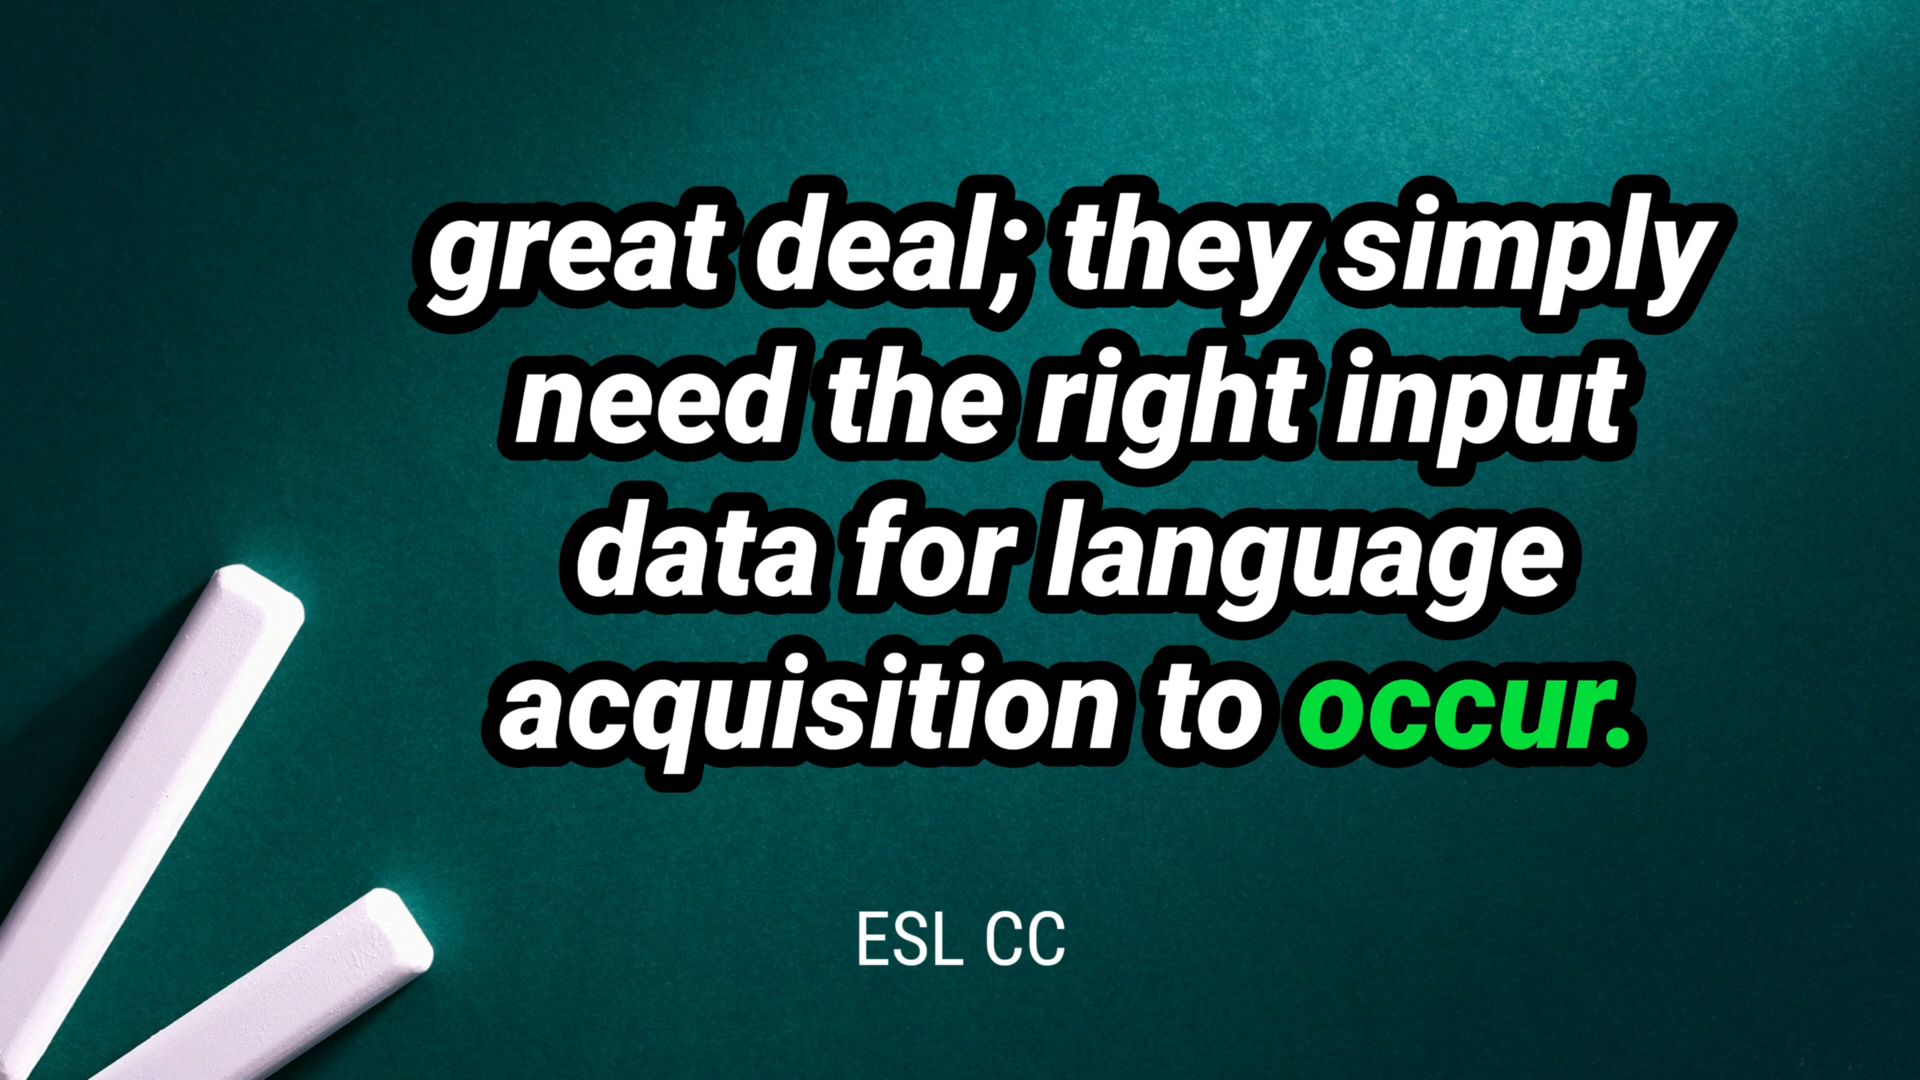 great deal; they simply
need the right input
data for language
acquisition to occur.
ESL CC